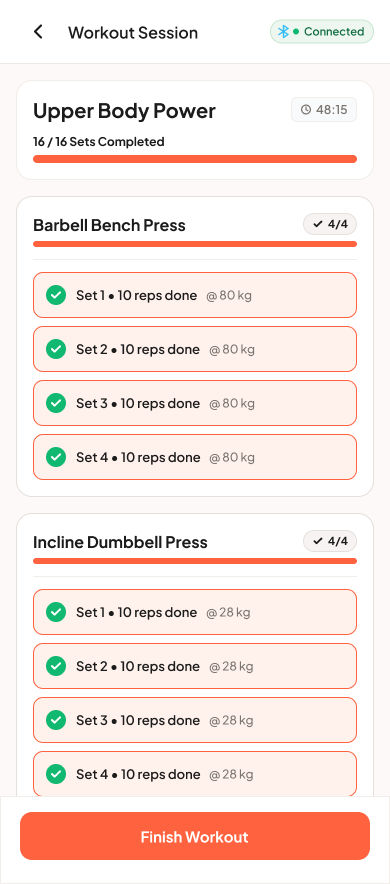 Workout Session
Connected
Upper Body Power
48:15
16 / 16 Sets Completed
Barbell Bench Press
4/4
Set 1 • 10 reps done @ 80 kg
Set 2 • 10 reps done @ 80 kg
Set 3 • 10 reps done @ 80 kg
Set 4 • 10 reps done @ 80 kg
Incline Dumbbell Press
4/4
Set 1 • 10 reps done @ 28 kg
Set 2 • 10 reps done @ 28 kg
Set 3 • 10 reps done @ 28 kg
Set 4 • 10 reps done @ 28 kg
Finish Workout